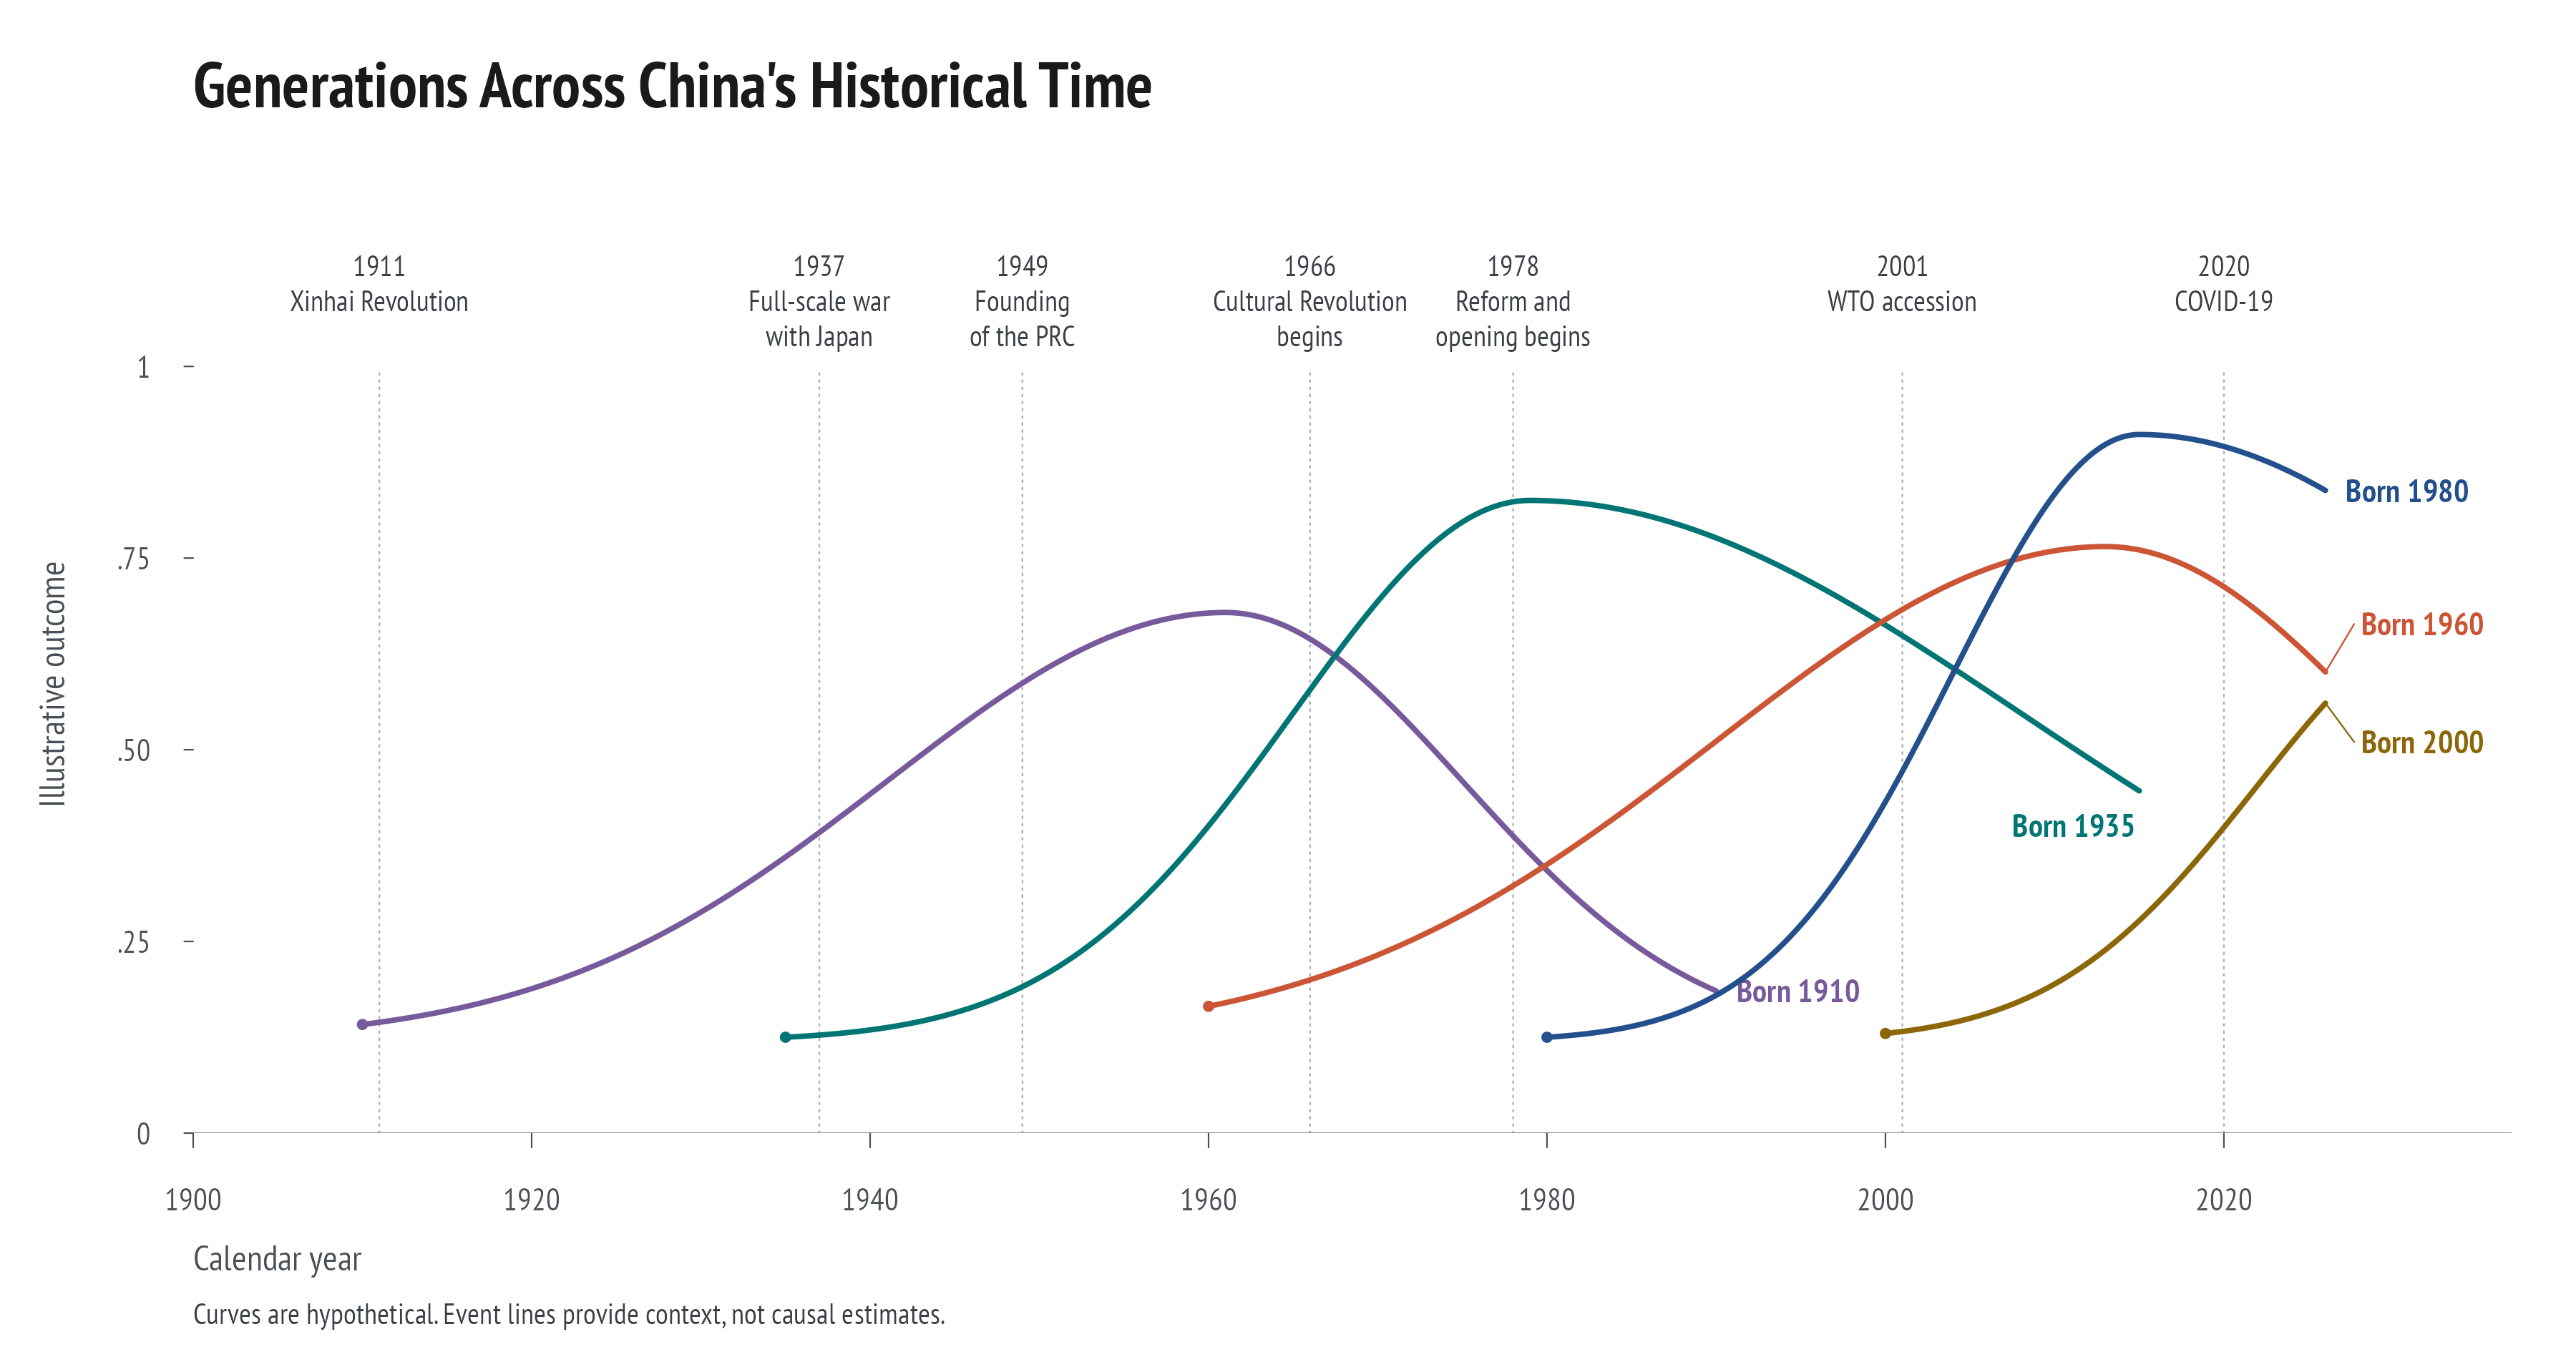 Generations Across China's Historical Time
1911
Xinhai Revolution
1937
Full-scale war
with Japan
1949
Founding
of the PRC
1966
Cultural Revolution
begins
1978
Reform and
opening begins
2001
WTO accession
2020
COVID-19
1
.75
.50
.25
0
Illustrative outcome
Born 1980
Born 1960
Born 2000
Born 1935
Born 1910
1900
1920
1940
1960
1980
2000
2020
Calendar year
Curves are hypothetical. Event lines provide context, not causal estimates.